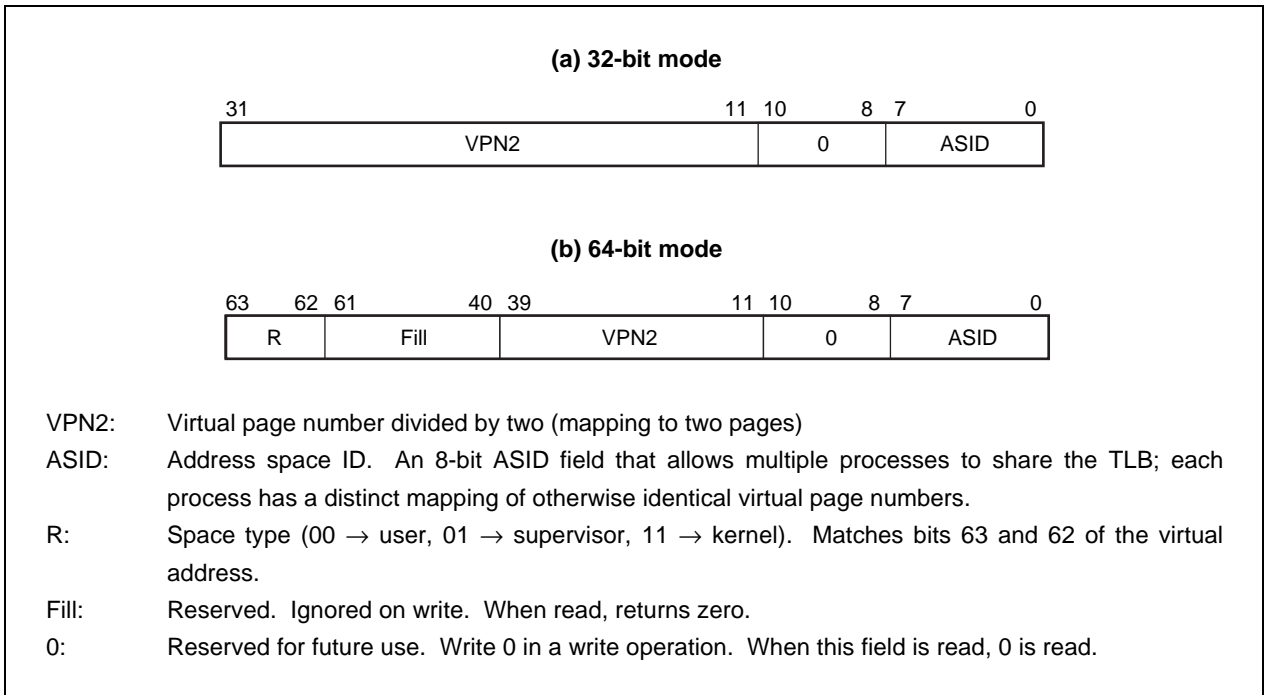 (a) 32-bit mode
31 11 10 8 7 0
VPN2 0 ASID
(b) 64-bit mode
63 62 61 40 39 11 10 8 7 0
R Fill VPN2 0 ASID
VPN2: Virtual page number divided by two (mapping to two pages)
ASID: Address space ID. An 8-bit ASID field that allows multiple processes to share the TLB; each
process has a distinct mapping of otherwise identical virtual page numbers.
R: Space type (00 → user, 01 → supervisor, 11 → kernel). Matches bits 63 and 62 of the virtual
address.
Fill: Reserved. Ignored on write. When read, returns zero.
0: Reserved for future use. Write 0 in a write operation. When this field is read, 0 is read.